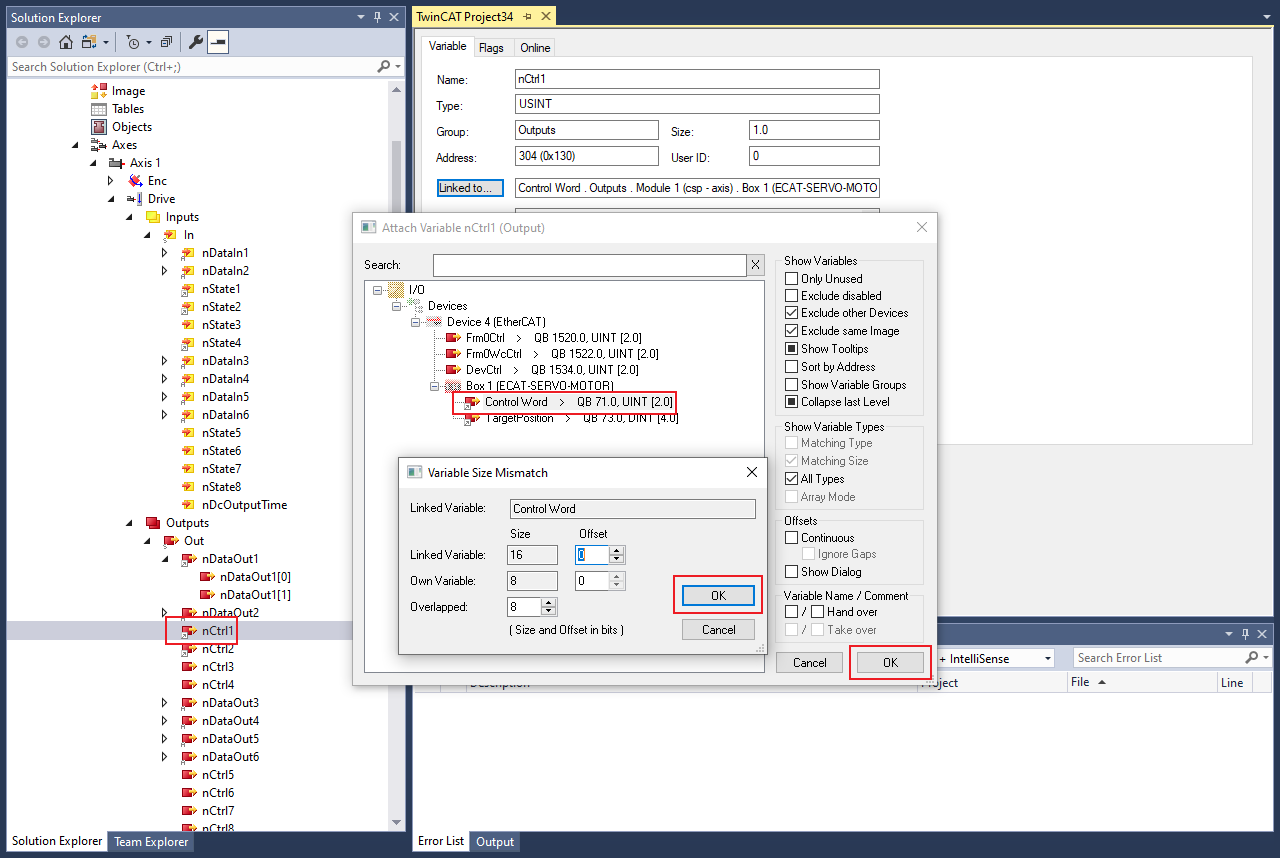 Solution Explorer
Search Solution Explorer (Ctrl+;)
Image
Tables
Objects
Axes
Axis 1
Enc
Drive
Inputs
In
nDataIn1
nDataIn2
nState1
nState2
nState3
nState4
nDataIn3
nDataIn4
nDataIn5
nDataIn6
nState5
nState6
nState7
nState8
nDcOutputTime
Outputs
Out
nDataOut1
nDataOut1[0]
nDataOut1[1]
nDataOut2
nCtrl1
nCtrl2
nCtrl3
nCtrl4
nDataOut3
nDataOut4
nDataOut5
nDataOut6
nCtrl5
nCtrl6
nCtrl7
nCtrl8
Solution Explorer Team Explorer
TwinCAT Project34
Variable Flags Online
Name: nCtrl1
Type: USINT
Group: Outputs Size: 1.0
Address: 304 (0x130) User ID: 0
Linked to... Control Word . Outputs . Module 1 (csp - axis) . Box 1 (ECAT-SERVO-MOTO
Attach Variable nCtrl1 (Output)
Search: X
I/O
Devices
Device 4 (EtherCAT)
Frm0Ctrl > QB 1520.0, UINT [2.0]
Frm0WcCtrl > QB 1522.0, UINT [2.0]
DevCtrl > QB 1534.0, UINT [2.0]
Box 1 (ECAT-SERVO-MOTOR)
Control Word > QB 71.0, UINT [2.0]
TargetPosition > QB 73.0, DINT [4.0]
Show Variables
Only Unused
Exclude disabled
Exclude other Devices
Exclude same Image
Show Tooltips
Sort by Address
Show Variable Groups
Collapse last Level
Show Variable Types
Matching Type
Matching Size
All Types
Array Mode
Offsets
Continuous
Ignore Gaps
Show Dialog
Variable Name / Comment
/ Hand over
/ Take over
Cancel OK
Variable Size Mismatch
Linked Variable: Control Word
Size Offset
Linked Variable: 16 0
Own Variable: 8 0
Overlapped: 8
( Size and Offset in bits )
OK
Cancel
+ IntelliSense
Search Error List
Description Project File Line
Error List Output